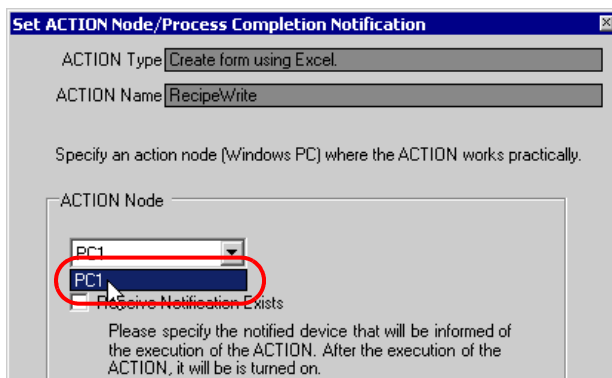 Set ACTION Node/Process Completion Notification
ACTION Type Create form using Excel.
ACTION Name RecipeWrite
Specify an action node (Windows PC) where the ACTION works practically.
ACTION Node
PC1
PC1
Receive Notification Exists
Please specify the notified device that will be informed of
the execution of the ACTION. After the execution of the
ACTION, it will be is turned on.